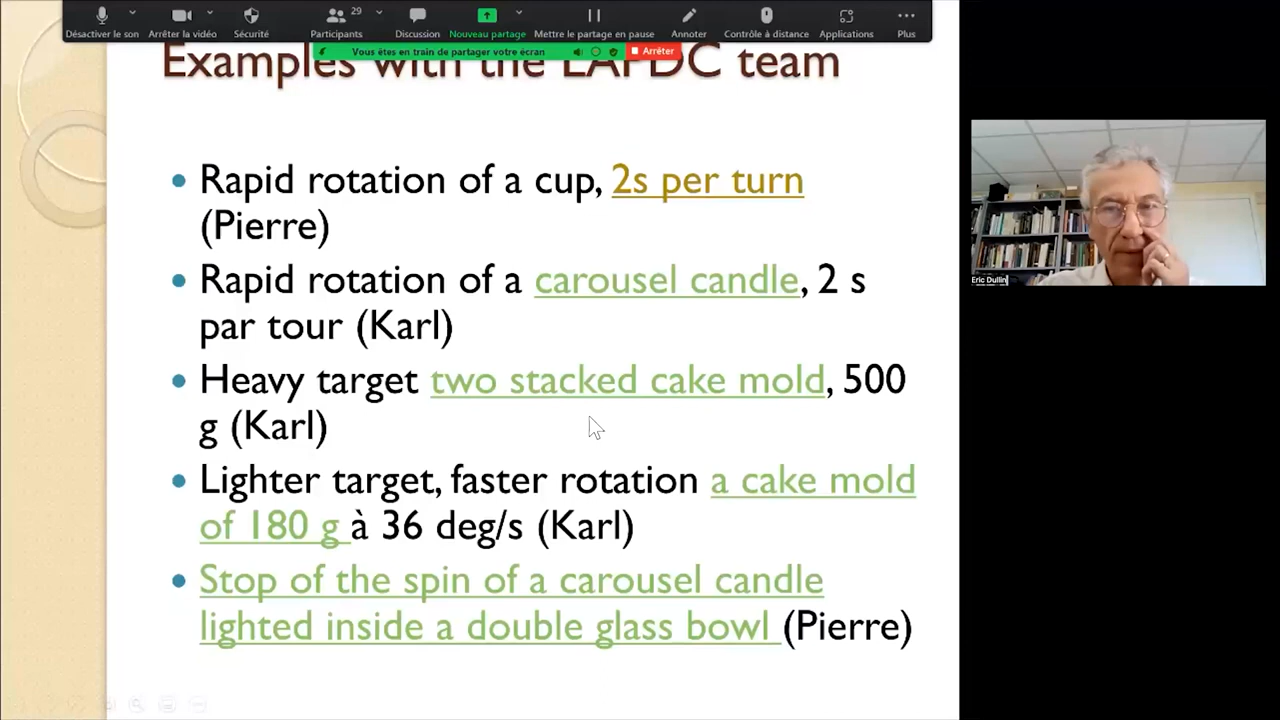 29
Désactiver le son
Arrêter la vidéo
Sécurité
Participants
Discussion
Nouveau partage
Mettre le partage en pause
Annoter
Contrôle à distance
Applications
Plus
Vous êtes en train de partager votre écran
Arrêter
Examples with the LAPDC team
Rapid rotation of a cup, 2s per turn
(Pierre)
Rapid rotation of a carousel candle, 2 s
par tour (Karl)
Heavy target two stacked cake mold, 500
g (Karl)
Lighter target, faster rotation a cake mold
of 180 g à 36 deg/s (Karl)
Stop of the spin of a carousel candle
lighted inside a double glass bowl (Pierre)
Eric Dullin